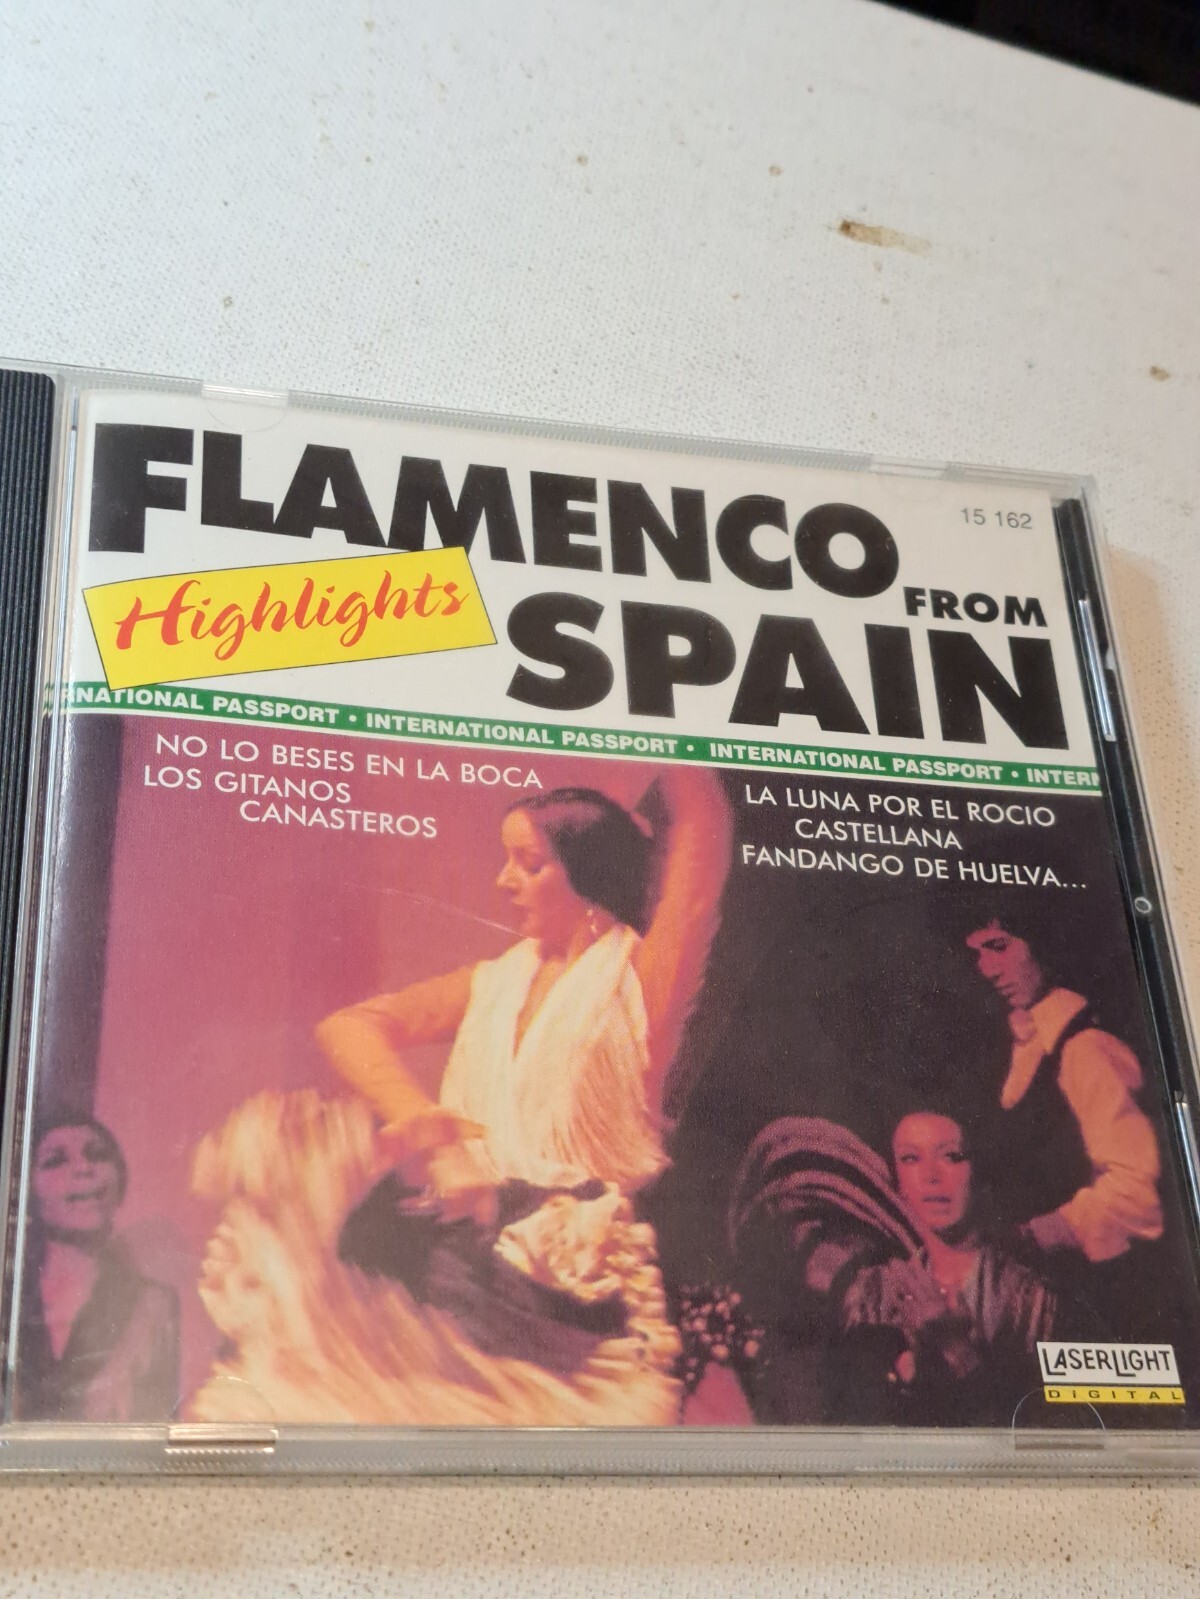 FLAMENCO
15 162
FROM
Highlights
SPAIN
RNATIONAL PASSPORT • INTERNATIONAL PASSPORT • INTERNATIONAL PASSPORT • INTERN
NO LO BESES EN LA BOCA
LOS GITANOS
CANASTEROS
LA LUNA POR EL ROCIO
CASTELLANA
FANDANGO DE HUELVA...
LASERLIGHT
DIGITAL